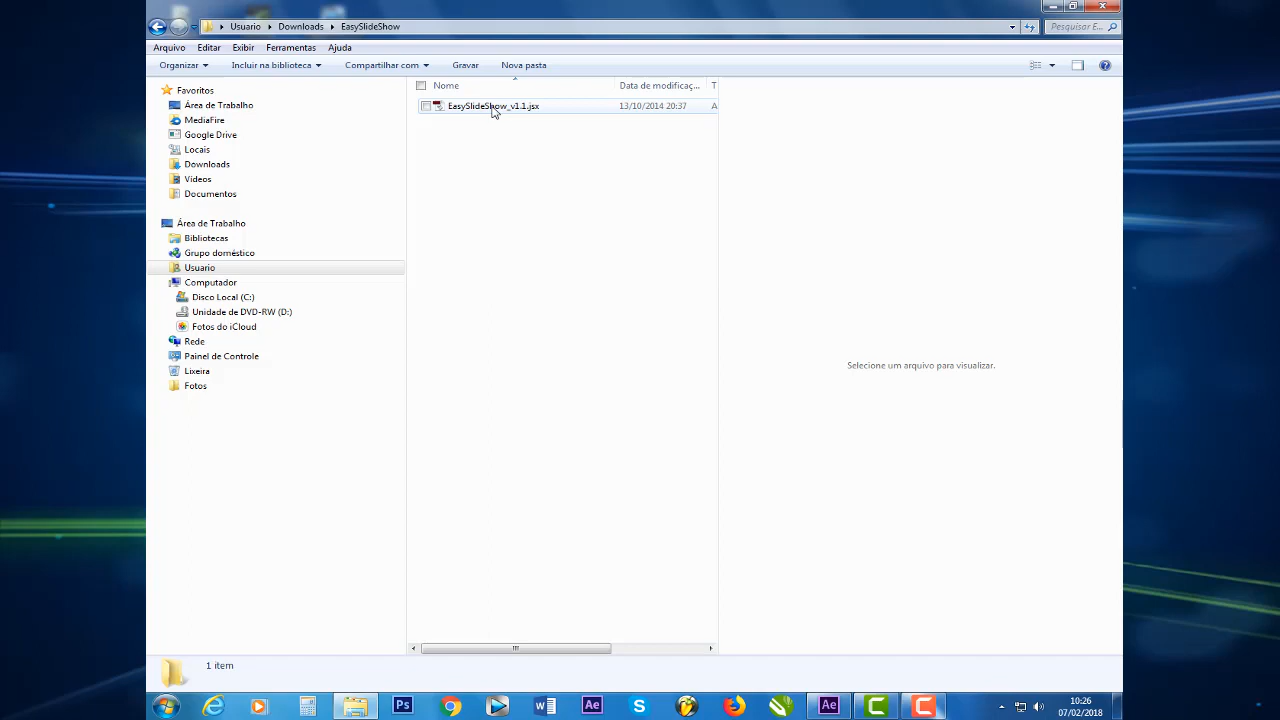 Usuario Downloads EasySlideShow Pesquisar E...
Arquivo Editar Exibir Ferramentas Ajuda
Organizar Incluir na biblioteca Compartilhar com Gravar Nova pasta
Favoritos
Área de Trabalho
MediaFire
Google Drive
Locais
Downloads
Vídeos
Documentos
Área de Trabalho
Bibliotecas
Grupo doméstico
Usuario
Computador
Disco Local (C:)
Unidade de DVD-RW (D:)
Fotos do iCloud
Rede
Painel de Controle
Lixeira
Fotos
Nome Data de modificaç... T
EasySlideShow_v1.1.jsx 13/10/2014 20:37 A
Selecione um arquivo para visualizar.
1 item
Ps W Ae S Ae C C
10:26
07/02/2018